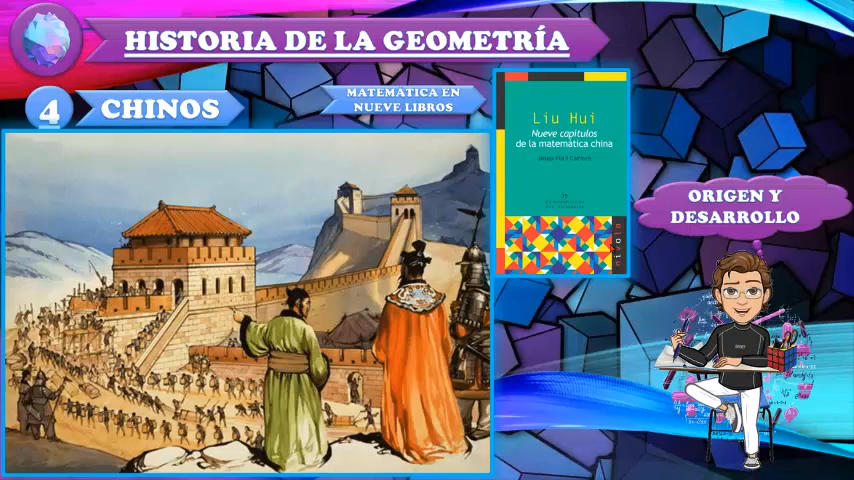 HISTORIA DE LA GEOMETRÍA
4
CHINOS
MATEMATICA EN
NUEVE LIBROS
Liu Hui
Nueve capítulos
de la matemática china
nivola
ORIGEN Y
DESARROLLO